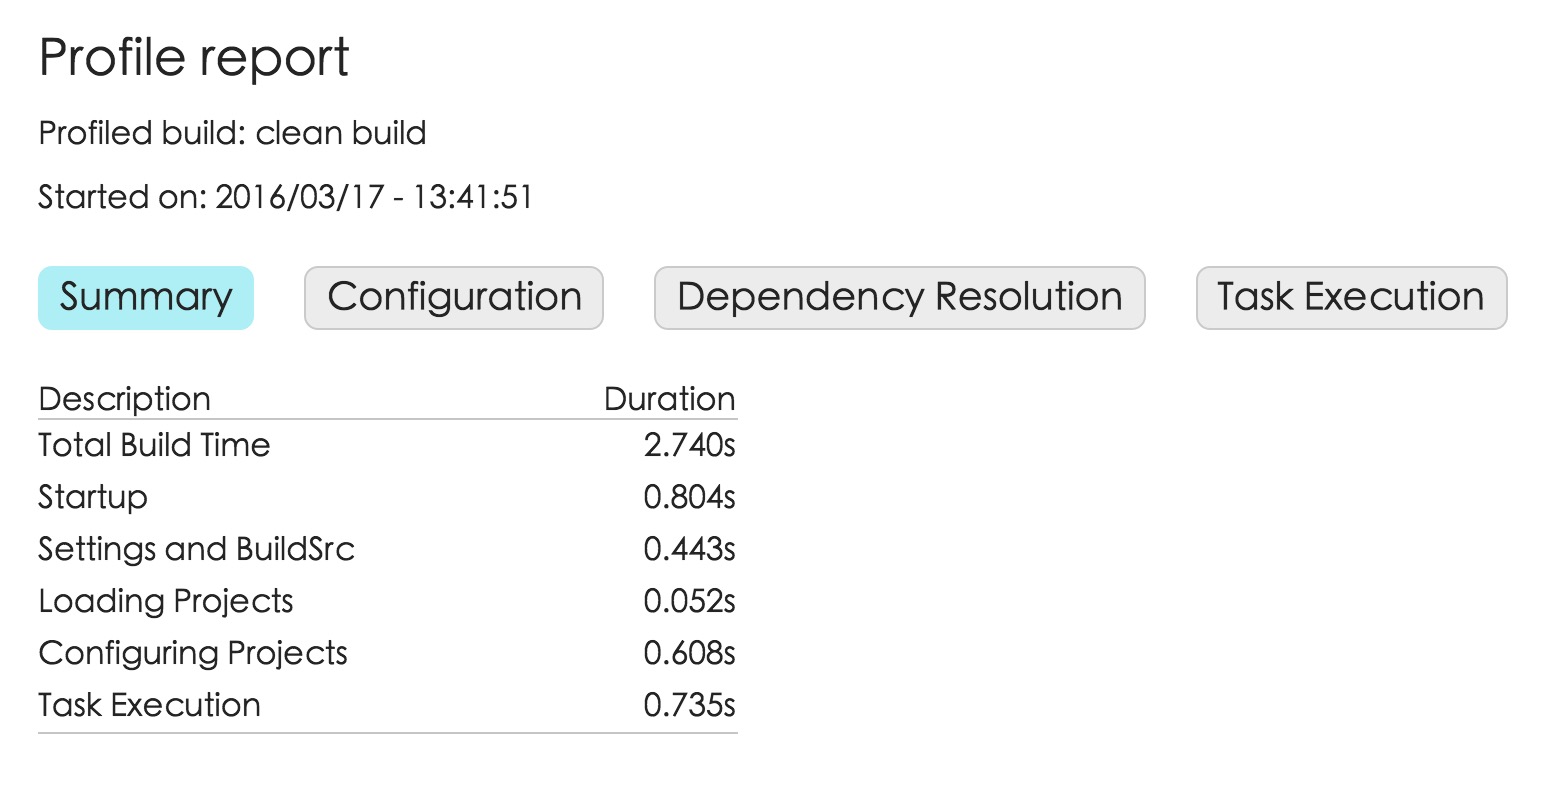 Profile report
Profiled build: clean build
Started on: 2016/03/17 - 13:41:51
Summary Configuration Dependency Resolution Task Execution
Description Duration
Total Build Time 2.740s
Startup 0.804s
Settings and BuildSrc 0.443s
Loading Projects 0.052s
Configuring Projects 0.608s
Task Execution 0.735s